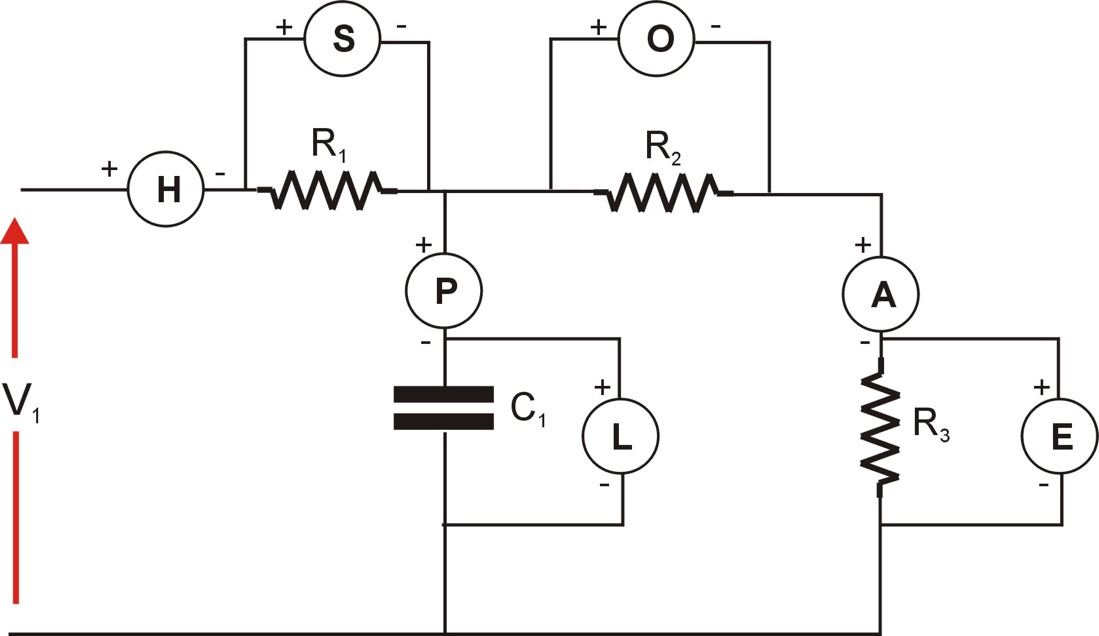 + S -
+ O -
R₁
R₂
+ H -
+
P
-
+
A
-
V₁
C₁
+
L
-
R₃
+
E
-